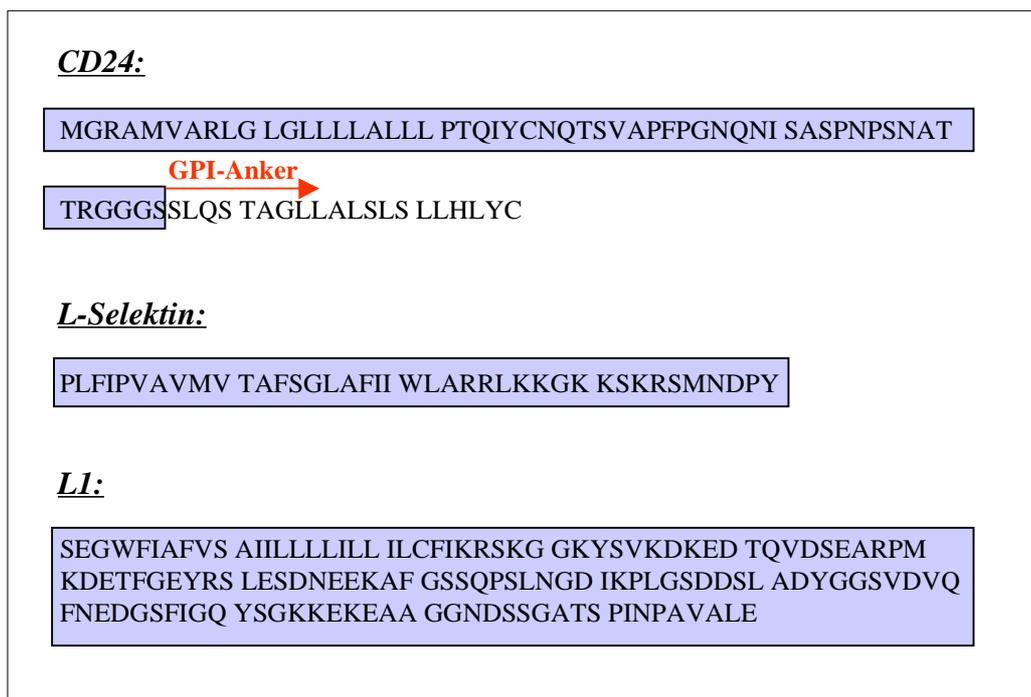 CD24:
MGRAMVARLG LGLLLLALLL PTQIYCNQTSVAPFPGNQNI SASPNPSNAT
GPI-Anker
TRGGGSSLQS TAGLLALSLS LLHLYC
L-Selektin:
PLFIPVAVMV TAFSGLAFII WLARRLKKGK KSKRSMNDPY
L1:
SEGWFIAFVS AIILLLLILL ILCFIKRSKG GKYSVKDKED TQVDSEARPM
KDETFGEYRS LESDNEEKAF GSSQPSLNGD IKPLGSDDSL ADYGGSVDVQ
FNEDGSFIGQ YSGKKEKEAA GGNDSSGATS PINPAVALE